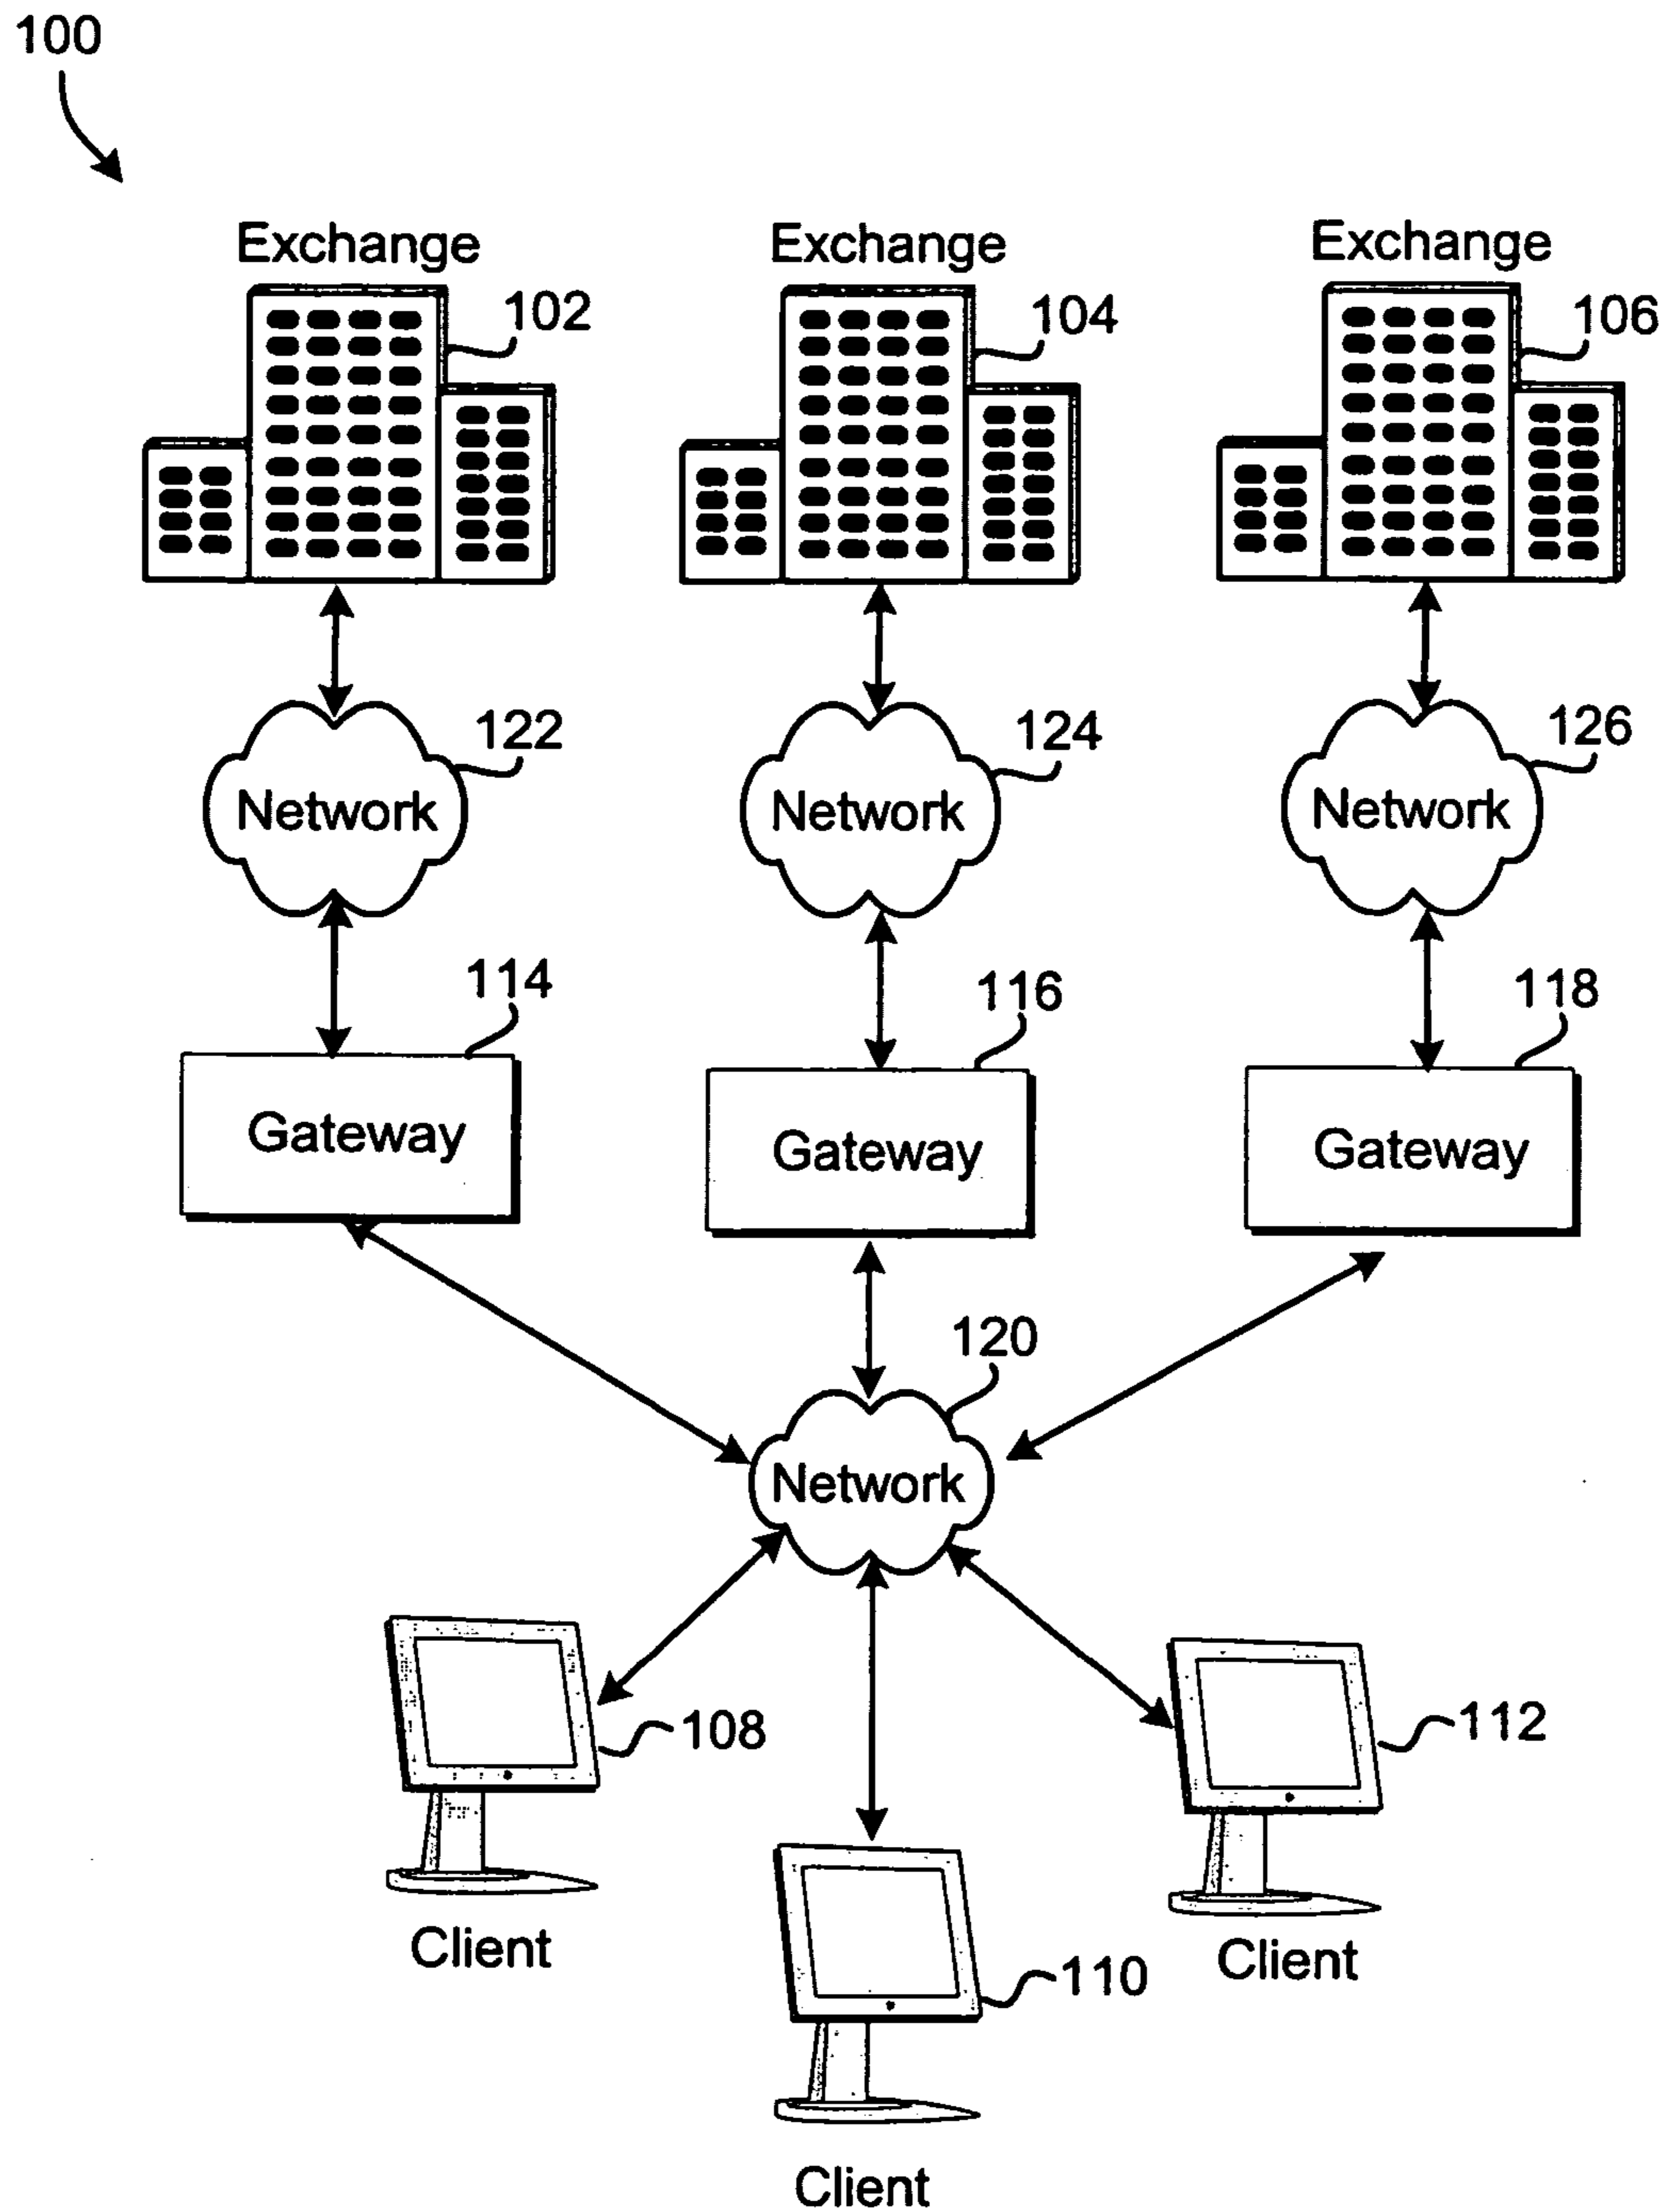 100
Exchange
Exchange
Exchange
102
104
106
122
124
126
Network
Network
Network
114
116
118
Gateway
Gateway
Gateway
120
Network
108
112
Client
Client
110
Client